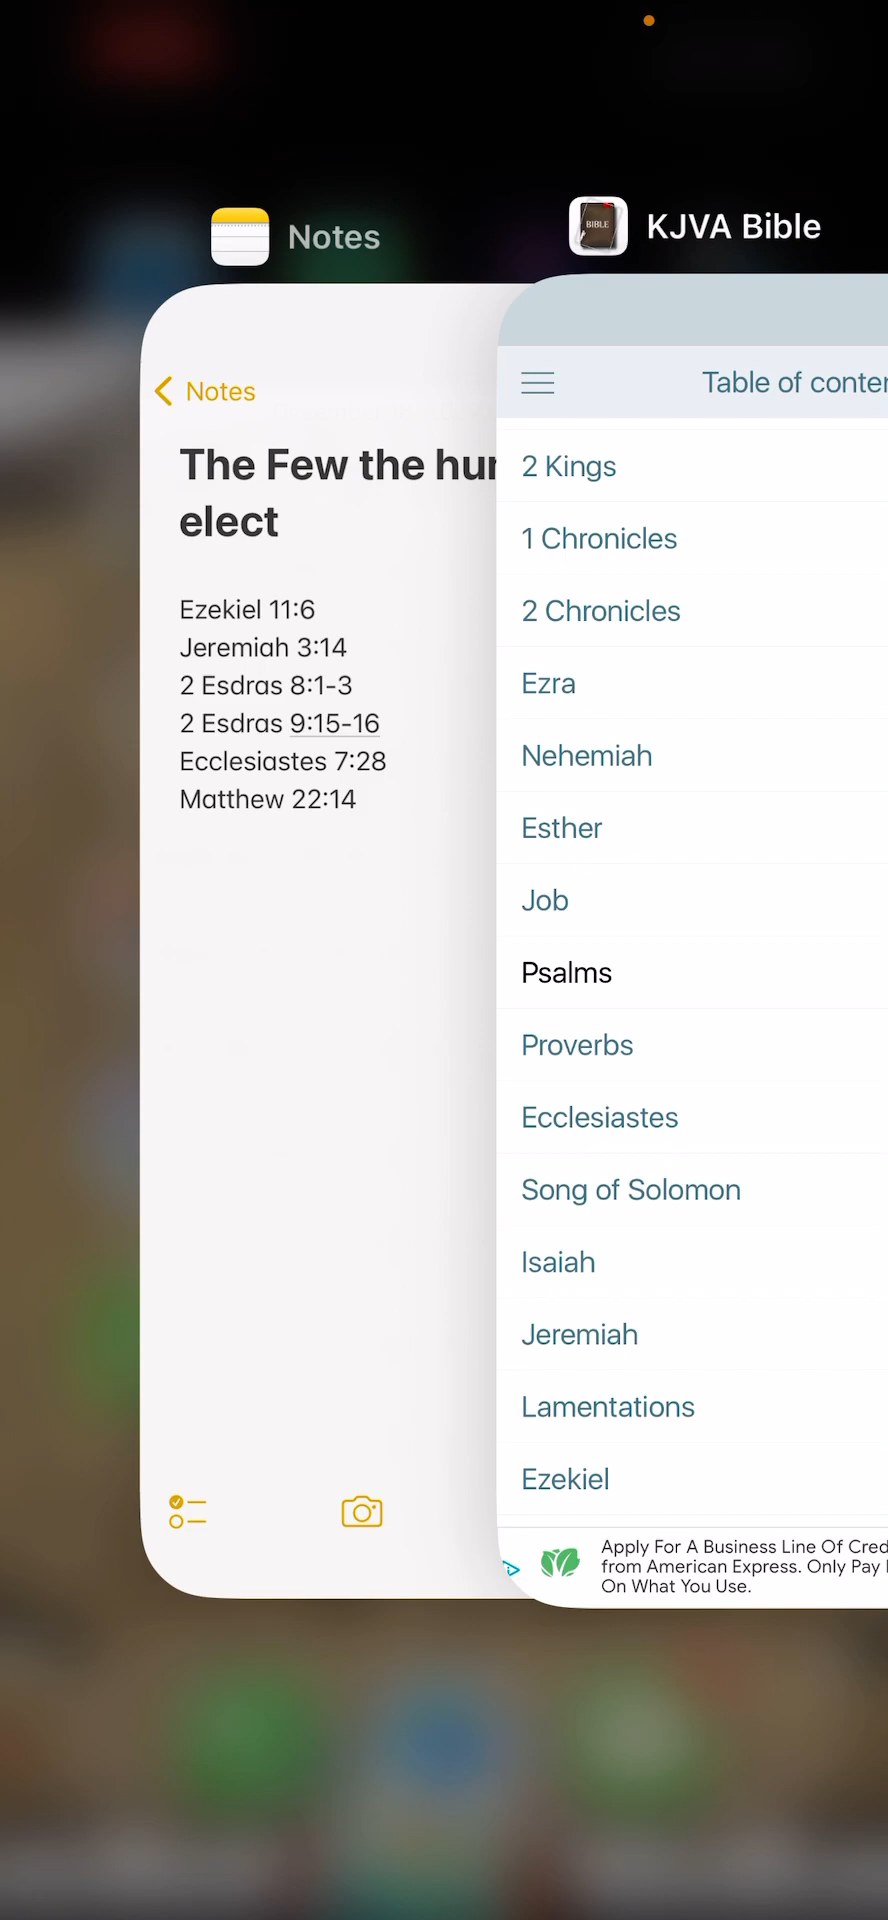 Notes
KJVA Bible
Notes
The Few the hun
elect
Ezekiel 11:6
Jeremiah 3:14
2 Esdras 8:1-3
2 Esdras 9:15-16
Ecclesiastes 7:28
Matthew 22:14
Table of conten
2 Kings
1 Chronicles
2 Chronicles
Ezra
Nehemiah
Esther
Job
Psalms
Proverbs
Ecclesiastes
Song of Solomon
Isaiah
Jeremiah
Lamentations
Ezekiel
Apply For A Business Line Of Cred
from American Express. Only Pay
On What You Use.